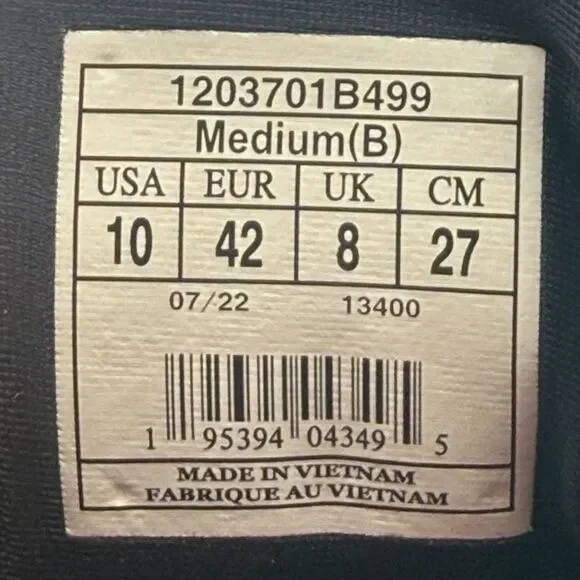 1203701B499
Medium(B)
USA EUR UK CM
10 42 8 27
07/22 13400
1 95394 04349 5
MADE IN VIETNAM
FABRIQUE AU VIETNAM